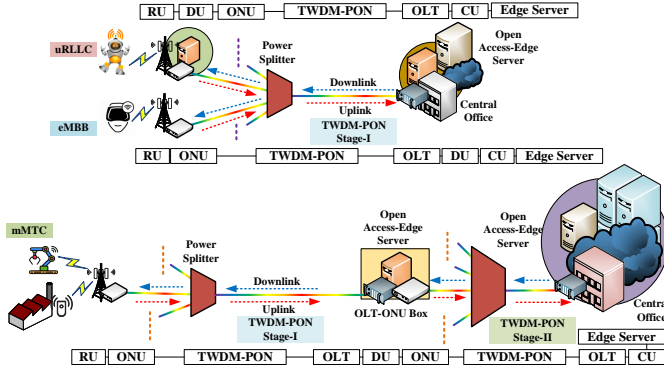 RU DU ONU TWDM-PON OLT CU Edge Server
uRLLC
Power
Splitter
Open
Access-Edge
Server
Downlink
Uplink
eMBB
TWDM-PON
Stage-I
Central
Office
RU ONU TWDM-PON OLT DU CU Edge Server
mMTC
Power
Splitter
Open
Access-Edge
Server
Open
Access-Edge
Server
Downlink
Uplink
TWDM-PON
Stage-I
OLT-ONU Box
TWDM-PON
Stage-II
Central
Office
Edge Server
RU ONU TWDM-PON OLT DU ONU TWDM-PON OLT CU